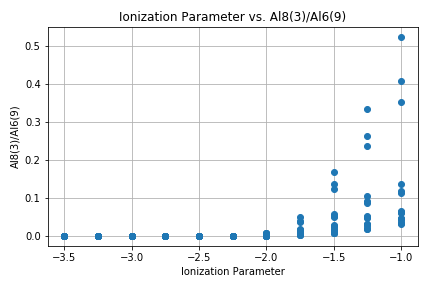 Ionization Parameter vs. Al8(3)/Al6(9)
0.5
0.4
0.3
0.2
0.1
0.0
Al8(3)/Al6(9)
−3.5 −3.0 −2.5 −2.0 −1.5 −1.0
Ionization Parameter